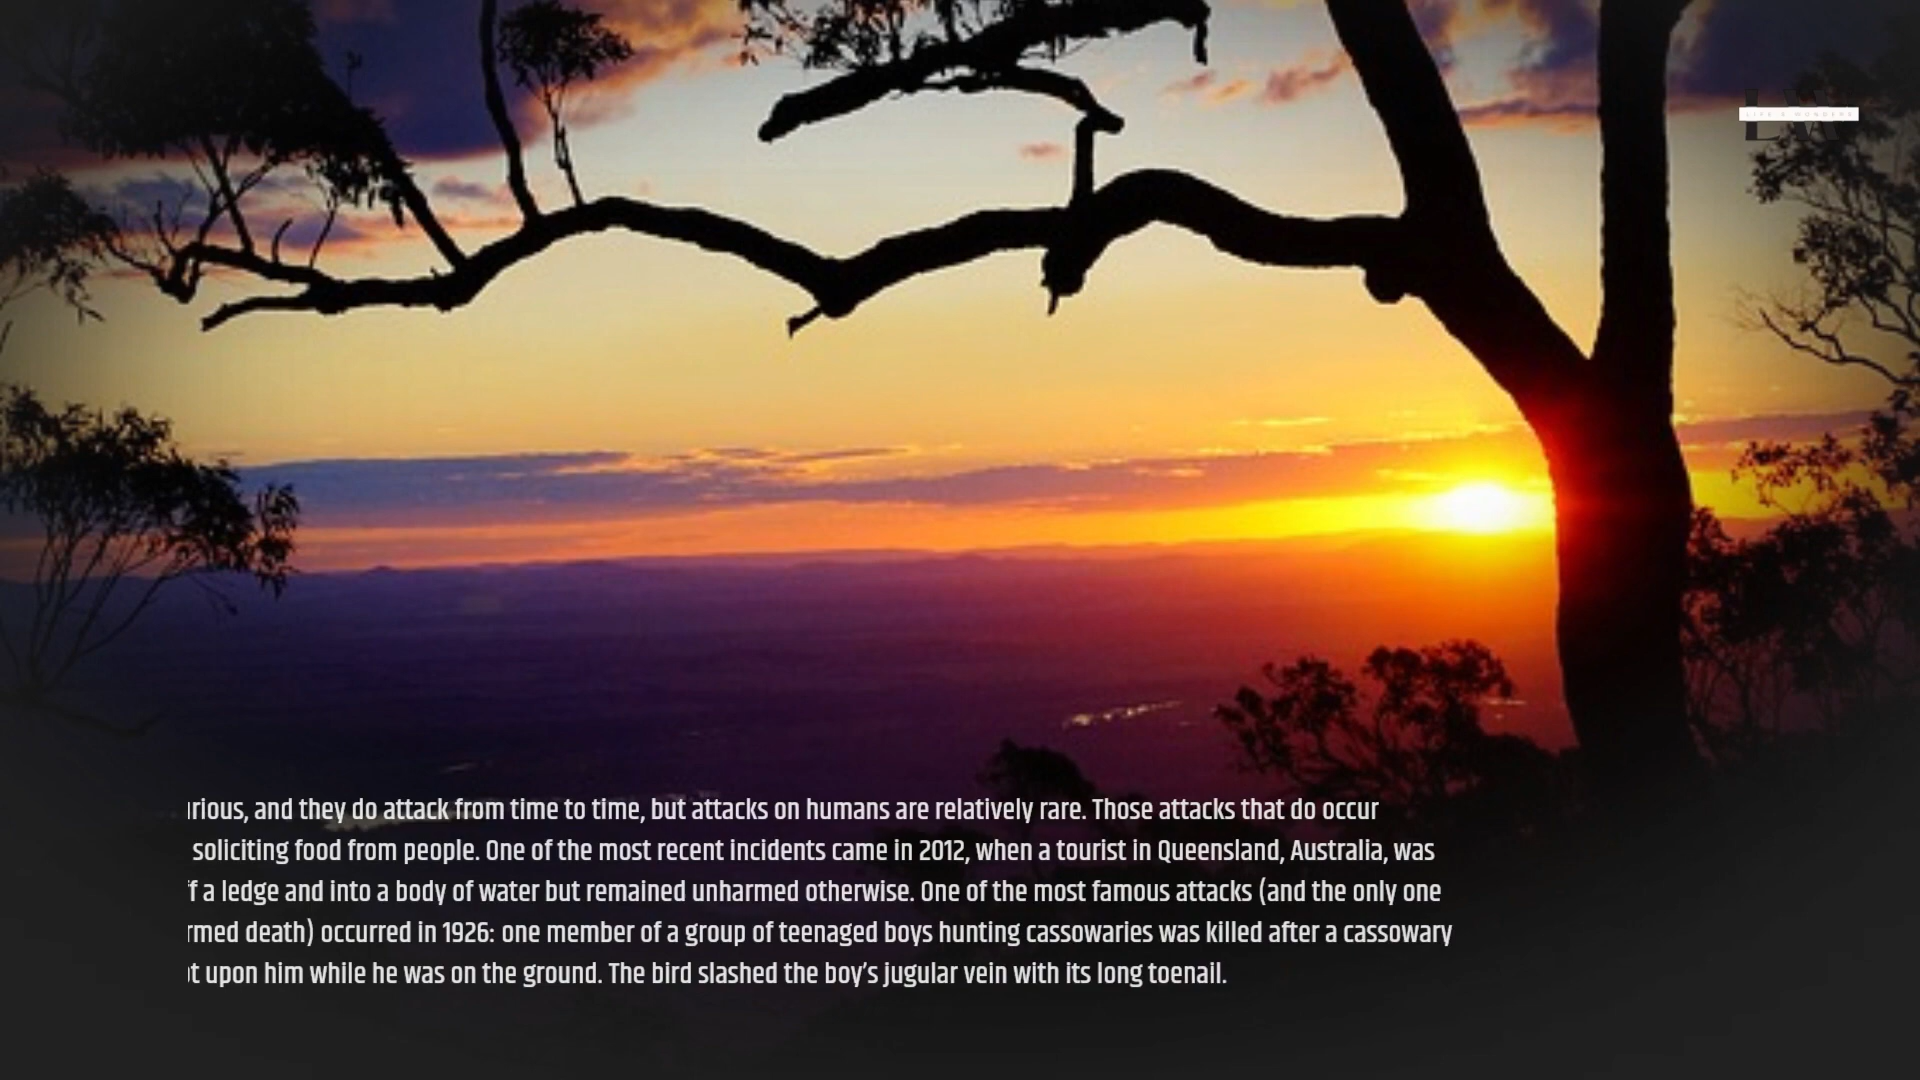 and they do attack from time to time, but attacks on humans are relatively rare. Those attacks that do occur
soliciting food from people. One of the most recent incidents came in 2012, when a tourist in Queensland, Australia, was
a ledge and into a body of water but remained unharmed otherwise. One of the most famous attacks (and the only one
death) occurred in 1926: one member of a group of teenaged boys hunting cassowaries was killed after a cassowary
upon him while he was on the ground. The bird slashed the boy’s jugular vein with its long toenail.